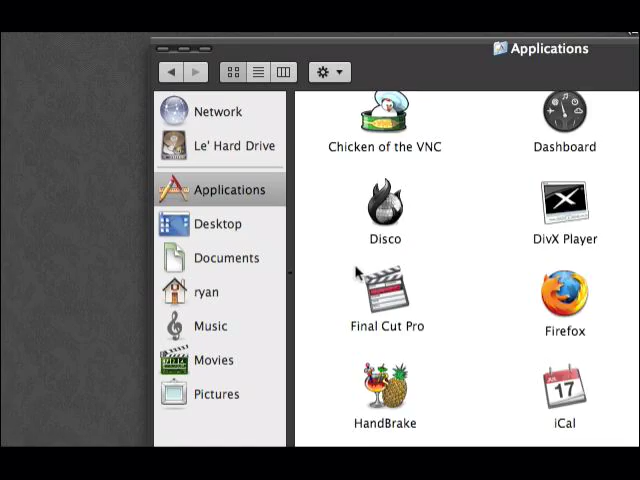 Applications
Network
Le' Hard Drive
Applications
Desktop
Documents
ryan
Music
Movies
Pictures
Chicken of the VNC
Dashboard
Disco
DivX Player
Final Cut Pro
Firefox
HandBrake
17
iCal